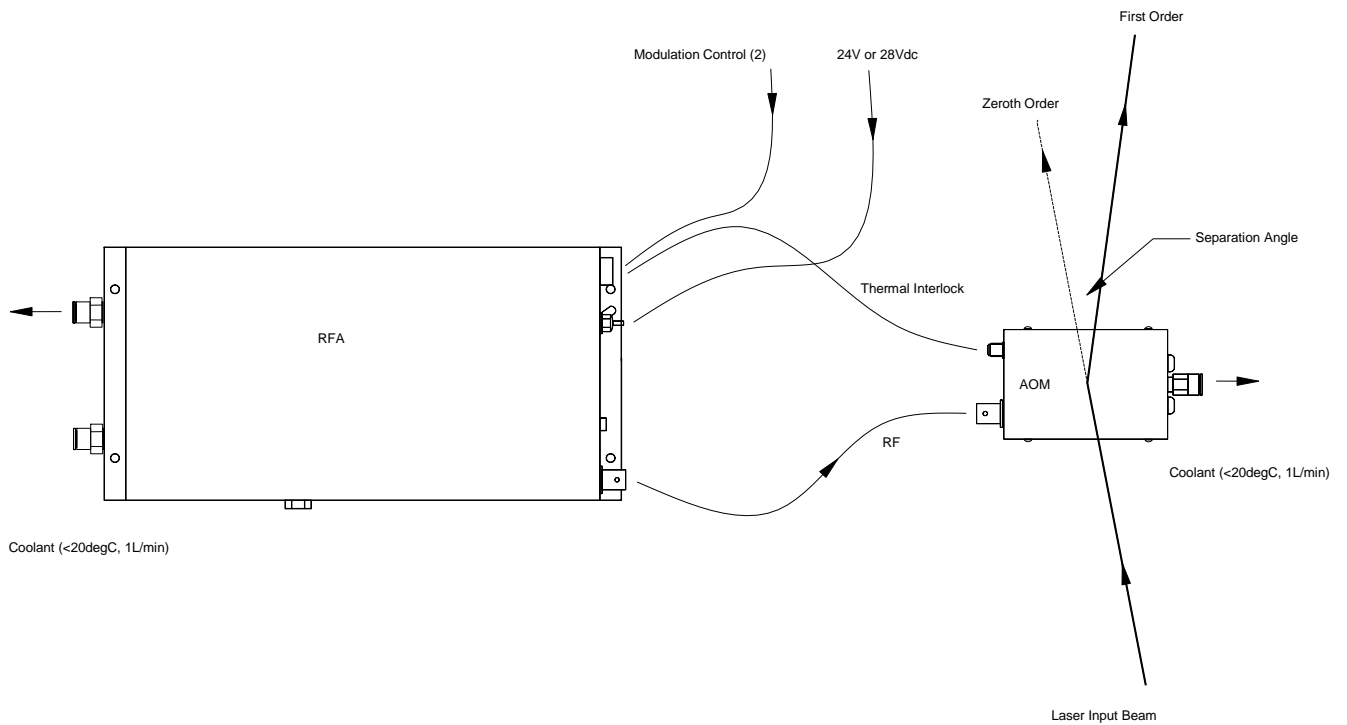 First Order
Modulation Control (2)
24V or 28Vdc
Zeroth Order
Separation Angle
Thermal Interlock
RFA
AOM
RF
Coolant (<20degC, 1L/min)
Coolant (<20degC, 1L/min)
Laser Input Beam